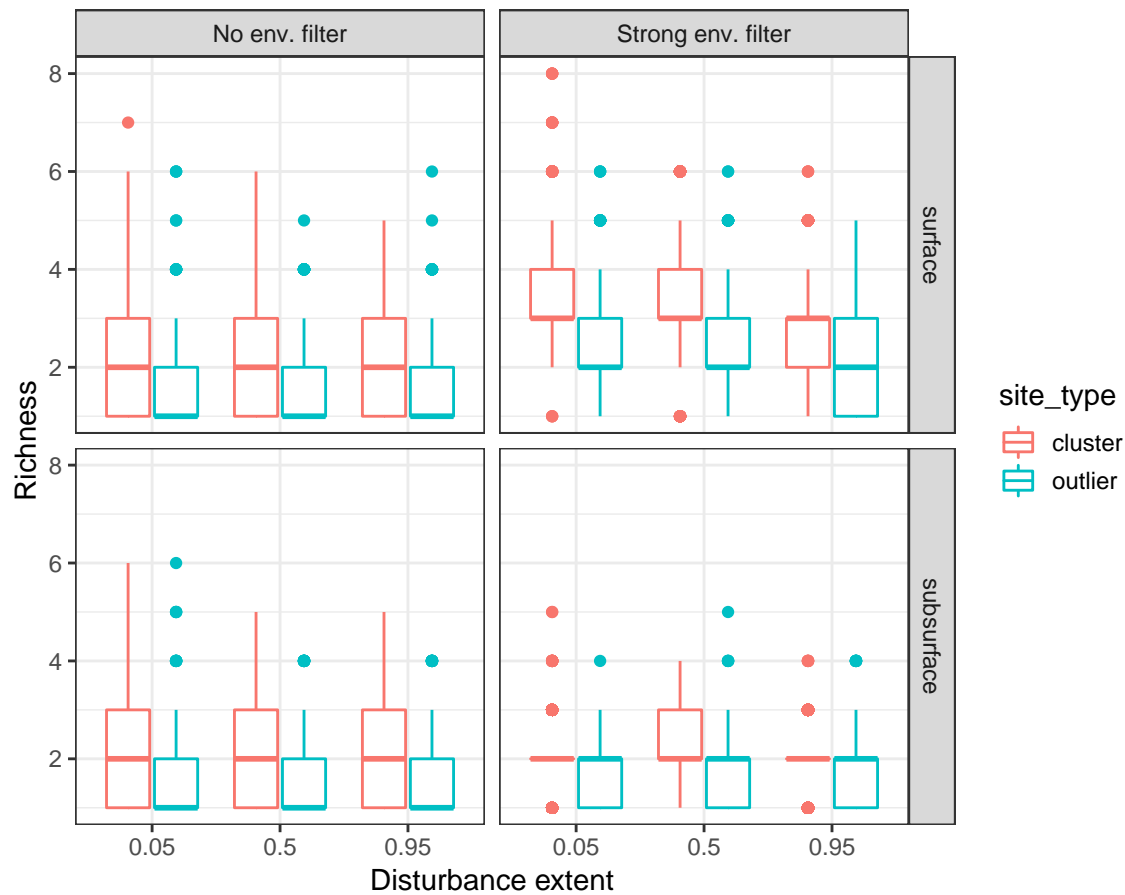 No env. filter
Strong env. filter
8
6
4
2
surface
8
6
4
2
subsurface
Richness
0.05
0.5
0.95
0.05
0.5
0.95
Disturbance extent
site_type
cluster
outlier